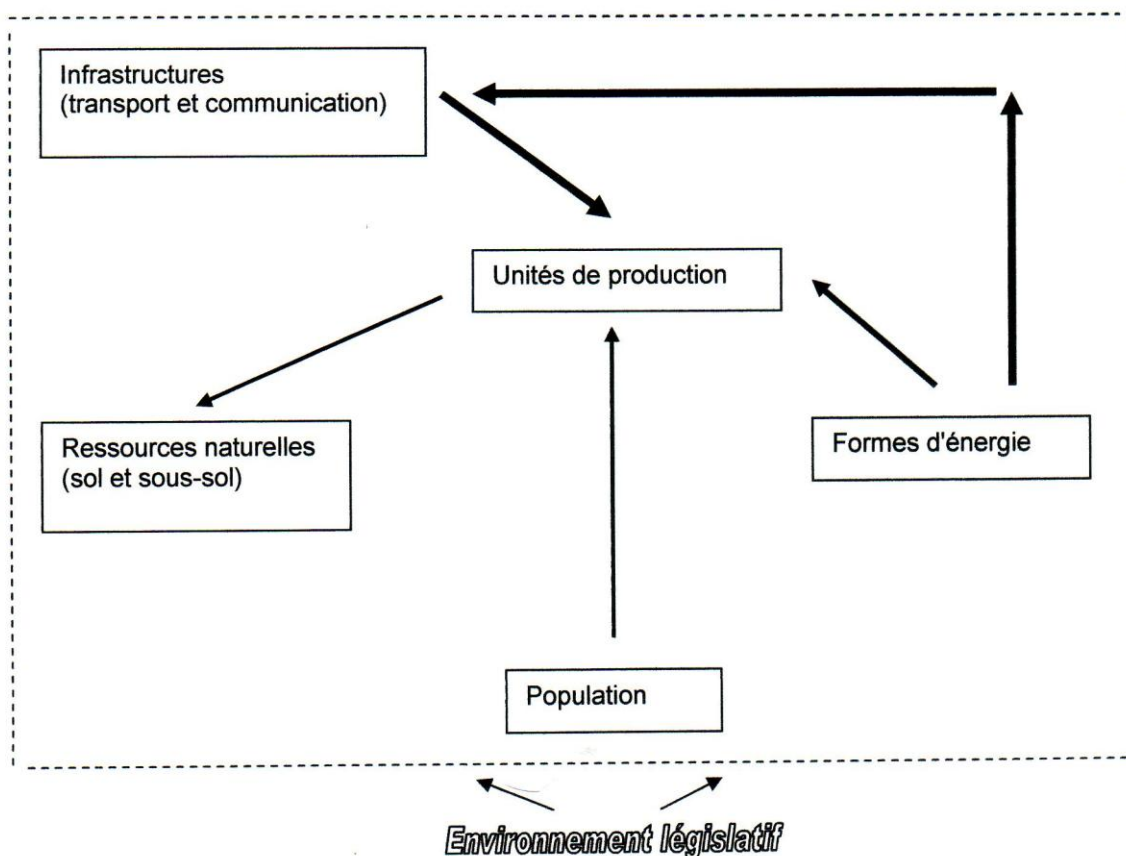 Infrastructures
(transport et communication)
Unités de production
Ressources naturelles
(sol et sous-sol)
Formes d'énergie
Population
Environnement législatif